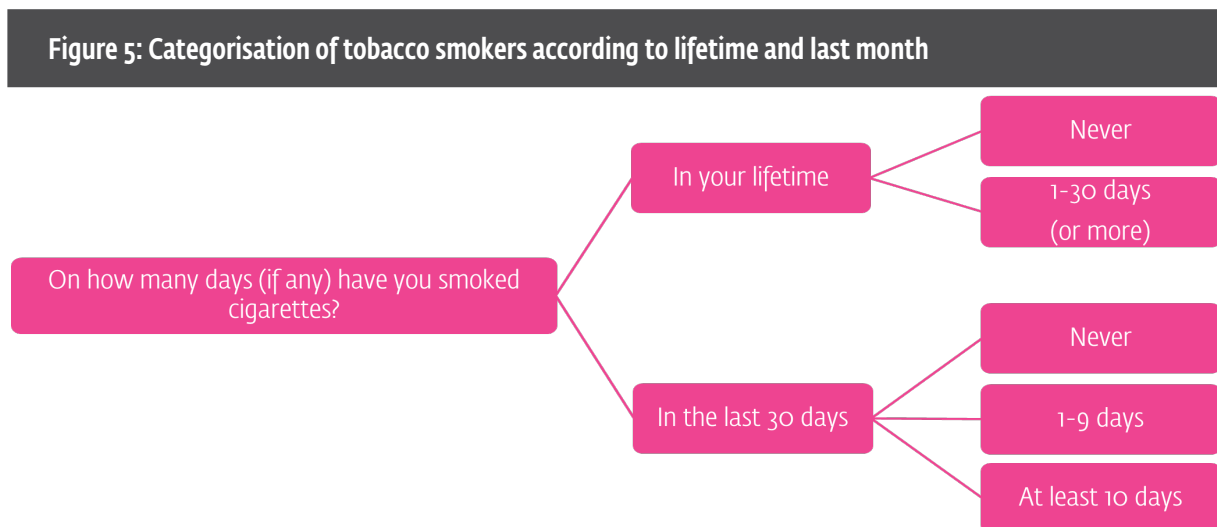 Figure 5: Categorisation of tobacco smokers according to lifetime and last month
On how many days (if any) have you smoked
cigarettes?
In your lifetime
Never
1-30 days
(or more)
In the last 30 days
Never
1-9 days
At least 10 days